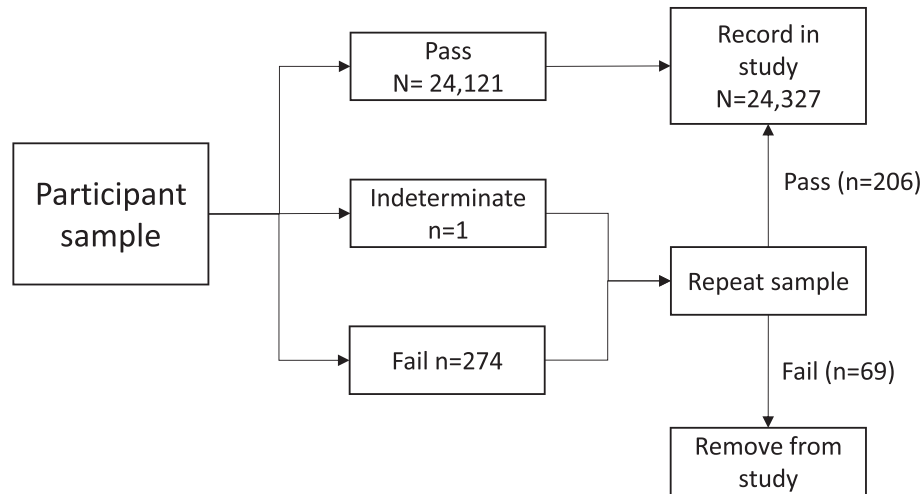 Participant
sample
Pass
N= 24,121
Indeterminate
n=1
Fail n=274
Record in
study
N=24,327
Pass (n=206)
Repeat sample
Fail (n=69)
Remove from
study